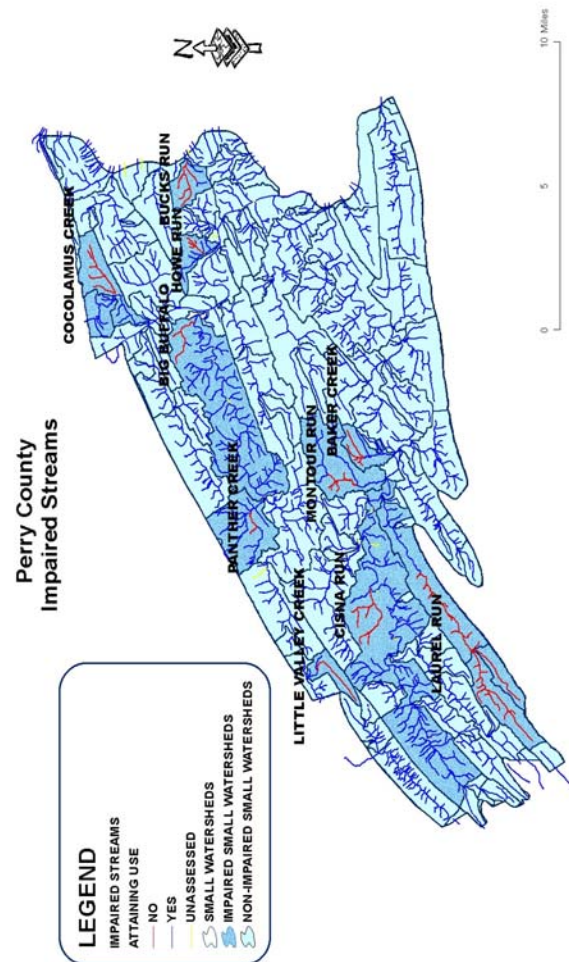 Perry County
Impaired Streams
LEGEND
IMPAIRED STREAMS
ATTAINING USE
NO
YES
UNASSESSED
SMALL WATERSHEDS
IMPAIRED SMALL WATERSHEDS
NON-IMPAIRED SMALL WATERSHEDS
COCOLAMUS CREEK
BUCKS RUN
HOWE RUN
BIG BUFFALO
PANTHER CREEK
BAKER CREEK
MONTOUR RUN
LITTLE VALLEY CREEK
CISNA RUN
LAUREL RUN
N
0 5 10 Miles